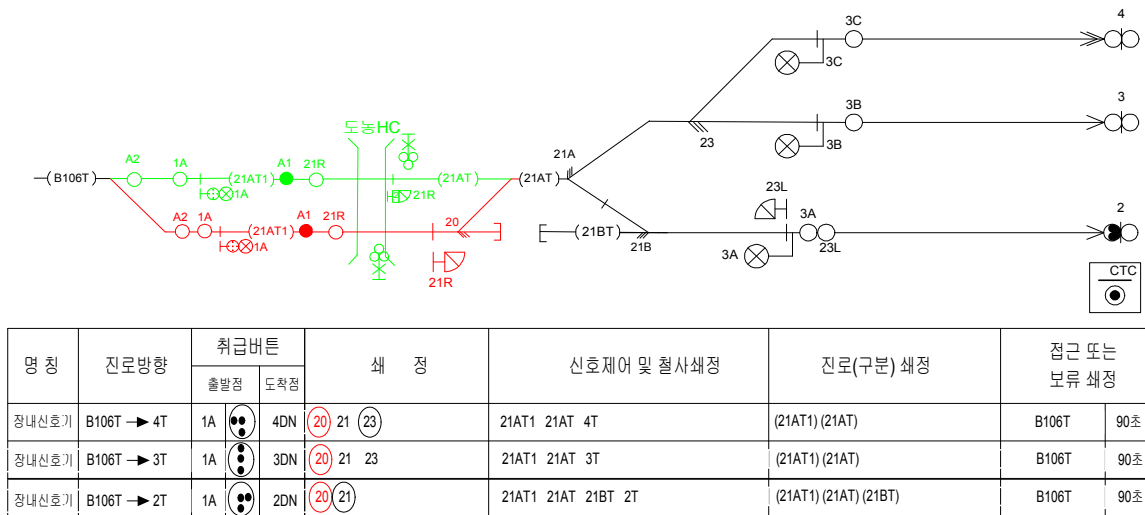 4
3C
3C
3
도농HC
3B
23
3B
A2 1A (21AT1) A1 21R (21AT) (21AT) 21A
(B106T)
1A
21R
23L
A2 1A (21AT1) A1 21R 20
1A
(21BT) 21B 3A 23L 2
3A
21R
CTC
명 칭 진로방향 취급버튼 쇄 정 신호제어 및 철사쇄정 진로(구분) 쇄정 접근 또는 보류 쇄정
출발점 도착점
장내신호기 B106T → 4T 1A 4DN 20 21 23 21AT1 21AT 4T (21AT1) (21AT) B106T 90초
장내신호기 B106T → 3T 1A 3DN 20 21 23 21AT1 21AT 3T (21AT1) (21AT) B106T 90초
장내신호기 B106T → 2T 1A 2DN 20 21 21AT1 21AT 21BT 2T (21AT1) (21AT) (21BT) B106T 90초